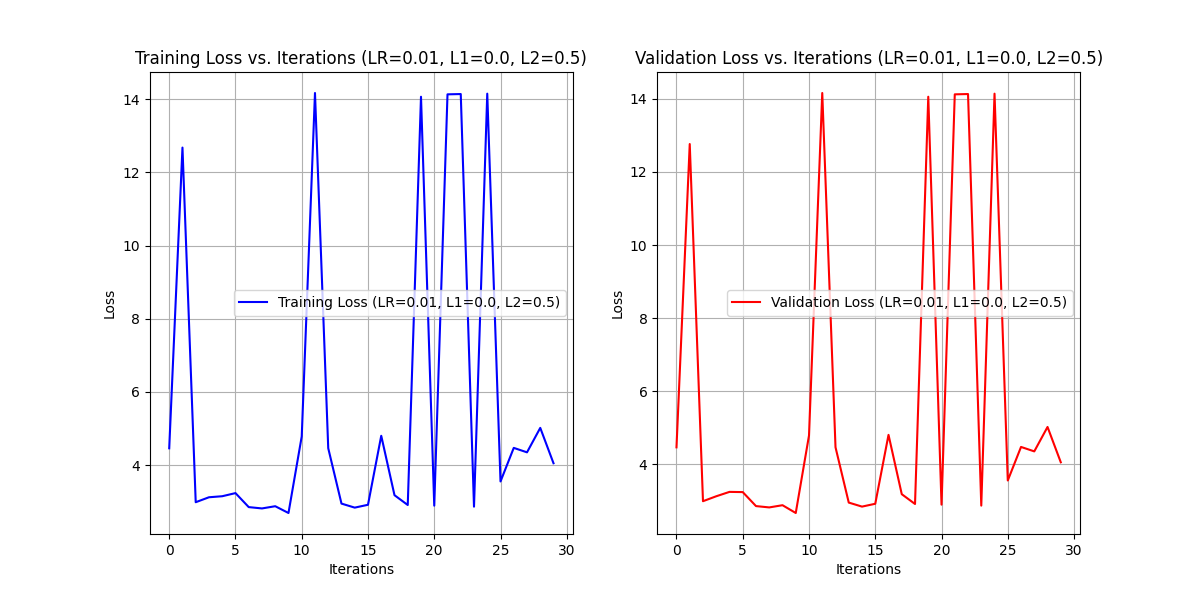 Training Loss vs. Iterations (LR=0.01, L1=0.0, L2=0.5)
14
12
10
8
6
4
Loss
Training Loss (LR=0.01, L1=0.0, L2=0.5)
0 5 10 15 20 25 30
Iterations
Validation Loss vs. Iterations (LR=0.01, L1=0.0, L2=0.5)
14
12
10
8
6
4
Loss
Validation Loss (LR=0.01, L1=0.0, L2=0.5)
0 5 10 15 20 25 30
Iterations